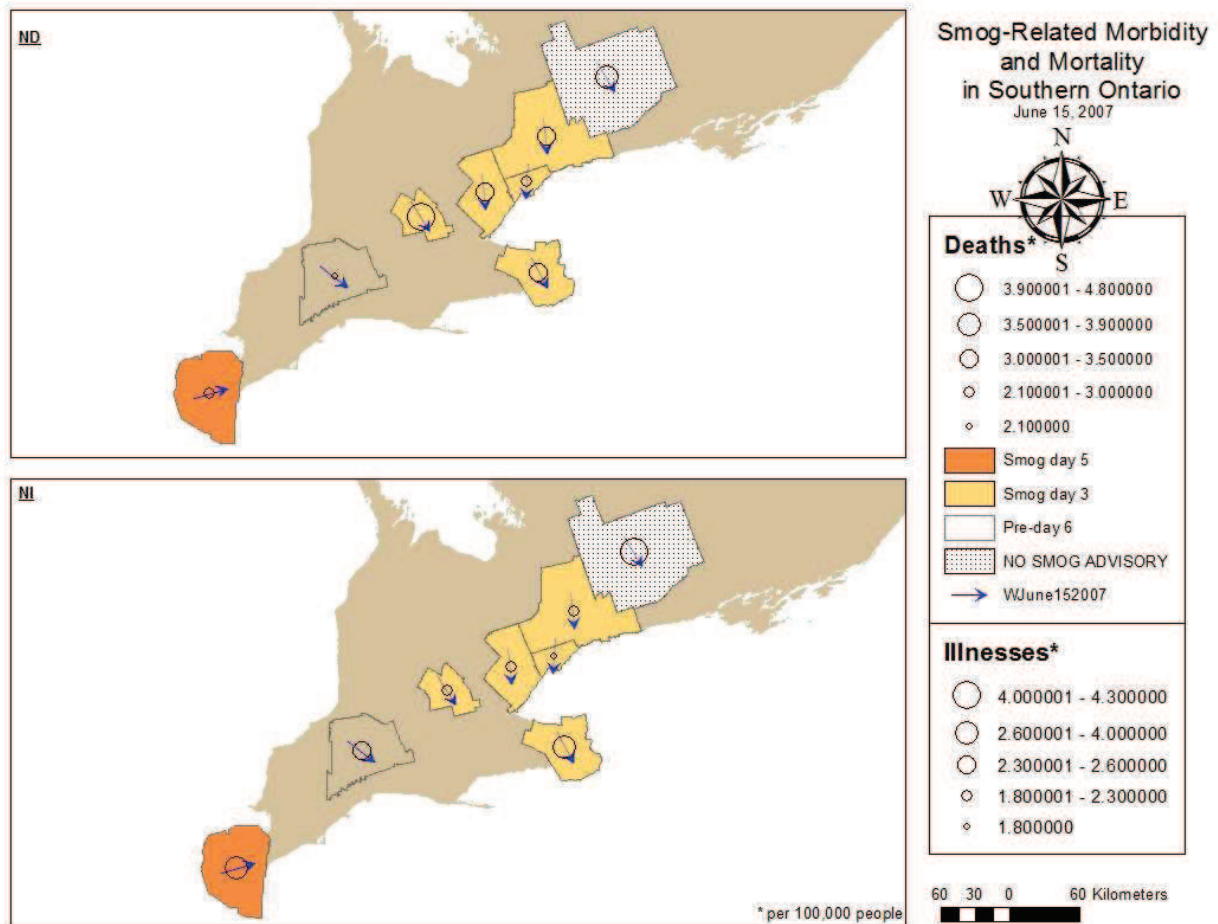 ND
NI
* per 100,000 people
Smog-Related Morbidity
and Mortality
in Southern Ontario
June 15, 2007
N
W E
S
Deaths*
3.900001 - 4.800000
3.500001 - 3.900000
3.000001 - 3.500000
2.100001 - 3.000000
2.100000
Smog day 5
Smog day 3
Pre-day 6
NO SMOG ADVISORY
WJune152007
Illnesses*
4.000001 - 4.300000
2.600001 - 4.000000
2.300001 - 2.600000
1.800001 - 2.300000
1.800000
60 30 0 60 Kilometers